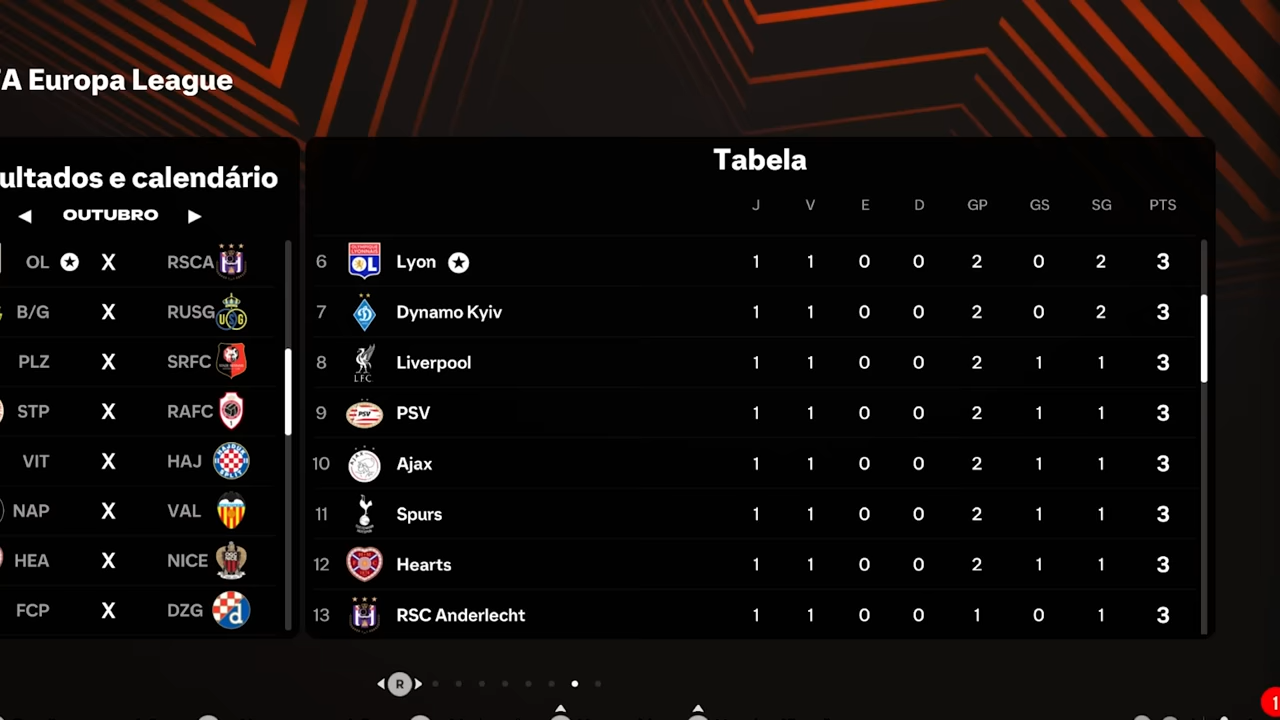 A Europa League
ultados e calendário
OUTUBRO
OL X RSCA
B/G X RUSG
PLZ X SRFC
STP X RAFC
VIT X HAJ
NAP X VAL
HEA X NICE
FCP X DZG
Tabela
J V E D GP GS SG PTS
6 Lyon 1 1 0 0 2 0 2 3
7 Dynamo Kyiv 1 1 0 0 2 0 2 3
8 Liverpool 1 1 0 0 2 1 1 3
9 PSV 1 1 0 0 2 1 1 3
10 Ajax 1 1 0 0 2 1 1 3
11 Spurs 1 1 0 0 2 1 1 3
12 Hearts 1 1 0 0 2 1 1 3
13 RSC Anderlecht 1 1 0 0 1 0 1 3
R
1